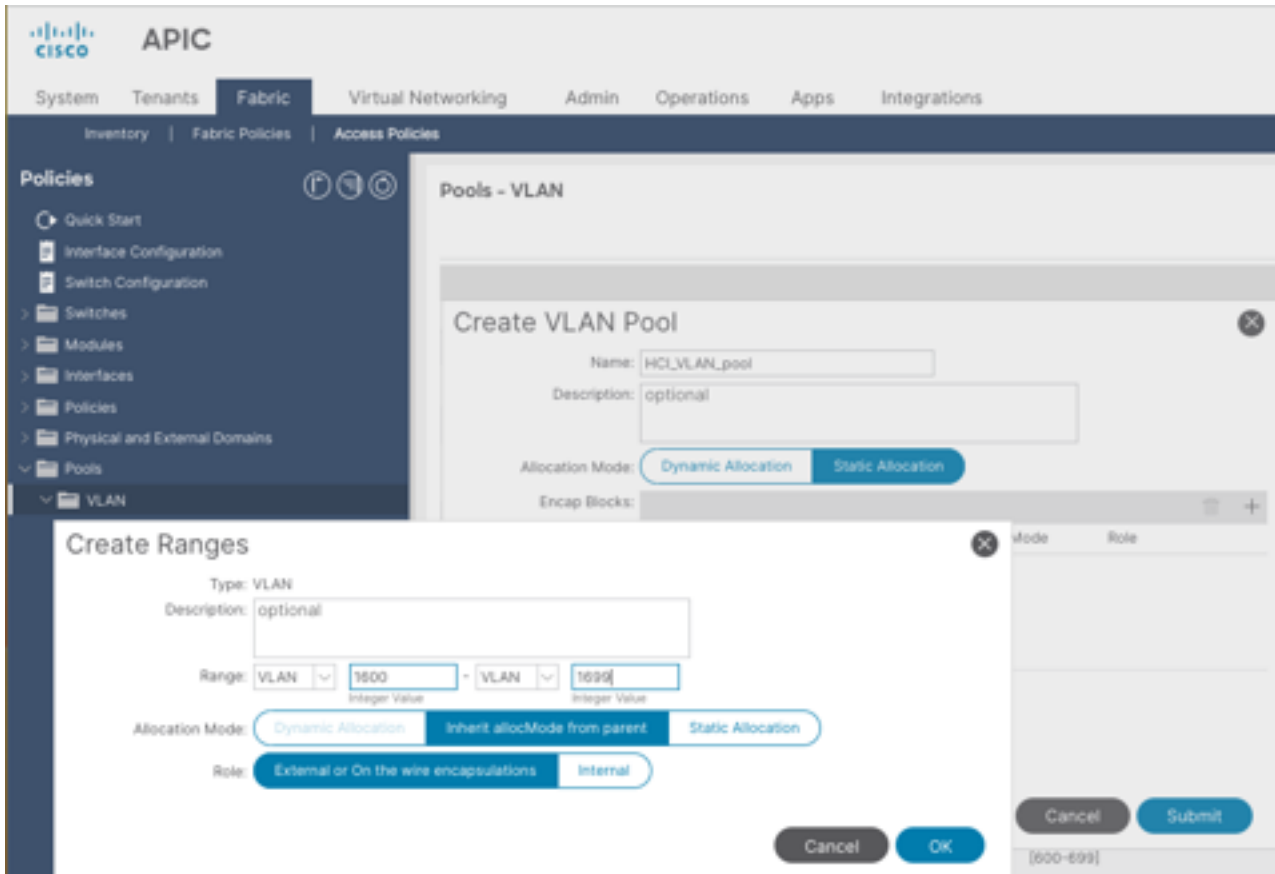 CISCO APIC
System Tenants Fabric Virtual Networking Admin Operations Apps Integrations
Inventory | Fabric Policies | Access Policies
Policies
Quick Start
Interface Configuration
Switch Configuration
Switches
Modules
Interfaces
Policies
Physical and External Domains
Pools
VLAN
Pools - VLAN
Create VLAN Pool
Name: HCI_VLAN_pool
Description: optional
Allocation Mode: Dynamic Allocation Static Allocation
Encap Blocks:
Mode Role
Create Ranges
Type: VLAN
Description: optional
Range: VLAN 1600 - VLAN 1699
Integer Value Integer Value
Allocation Mode: Dynamic Allocation Inherit allocMode from parent Static Allocation
Role: External or On the wire encapsulations Internal
Cancel OK
Cancel Submit
[600-699]